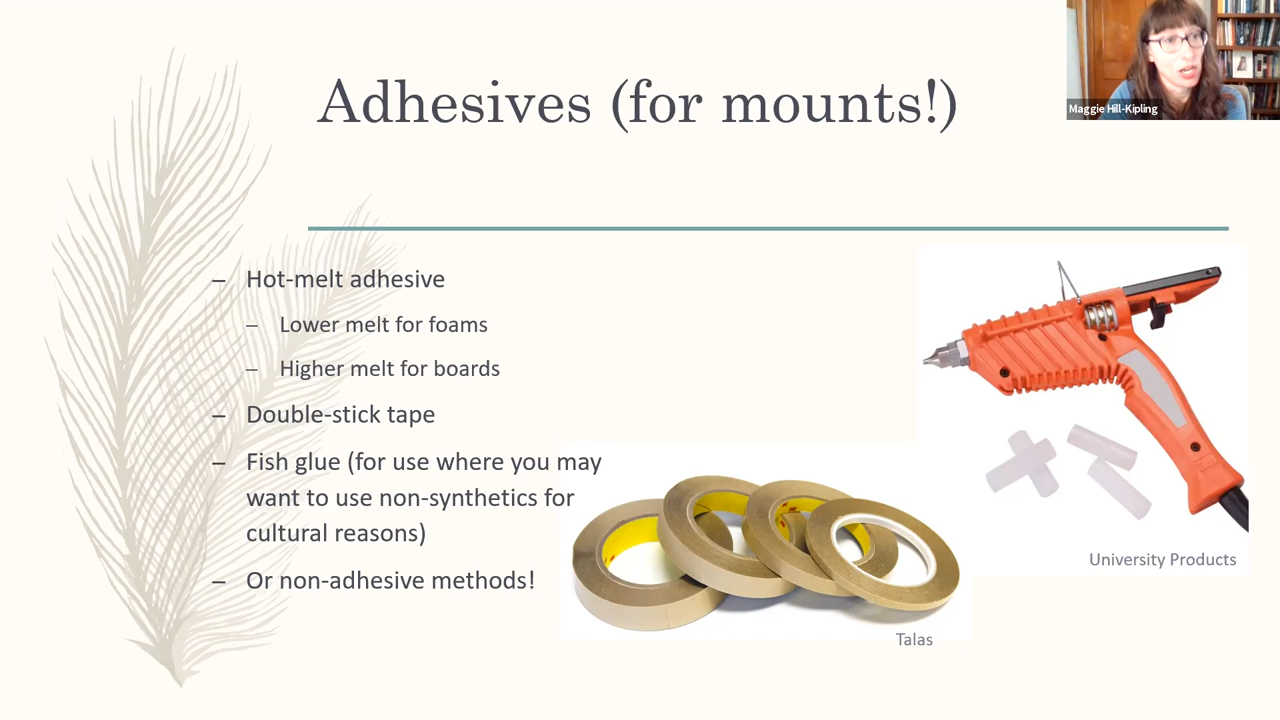 Adhesives (for mounts!)
Maggie Hill-Kipling
– Hot-melt adhesive
– Lower melt for foams
– Higher melt for boards
– Double-stick tape
– Fish glue (for use where you may
want to use non-synthetics for
cultural reasons)
– Or non-adhesive methods!
University Products
Talas